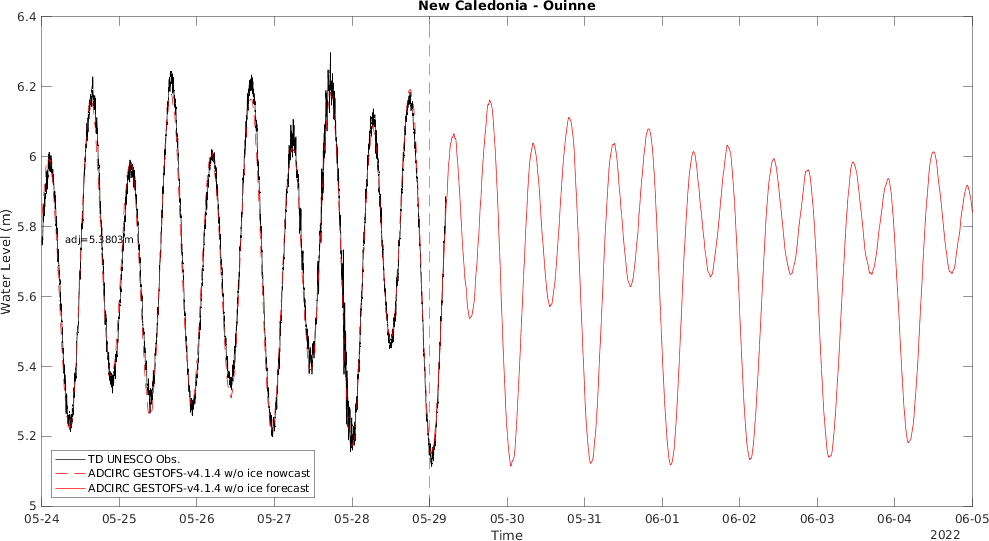 New Caledonia - Ouinne
6.4
6.2
6
5.8
5.6
5.4
5.2
5
Water Level (m)
adj=5.3803m
TD UNESCO Obs.
ADCIRC GESTOFS-v4.1.4 w/o ice nowcast
ADCIRC GESTOFS-v4.1.4 w/o ice forecast
05-24 05-25 05-26 05-27 05-28 05-29 05-30 05-31 06-01 06-02 06-03 06-04 06-05
Time
2022